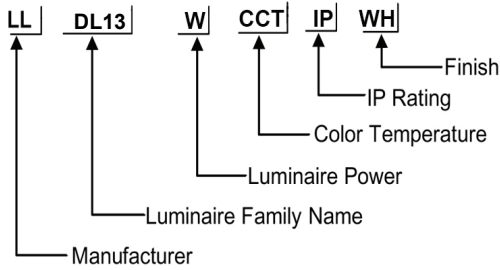 LL DL13 W CCT IP WH
Finish
IP Rating
Color Temperature
Luminaire Power
Luminaire Family Name
Manufacturer